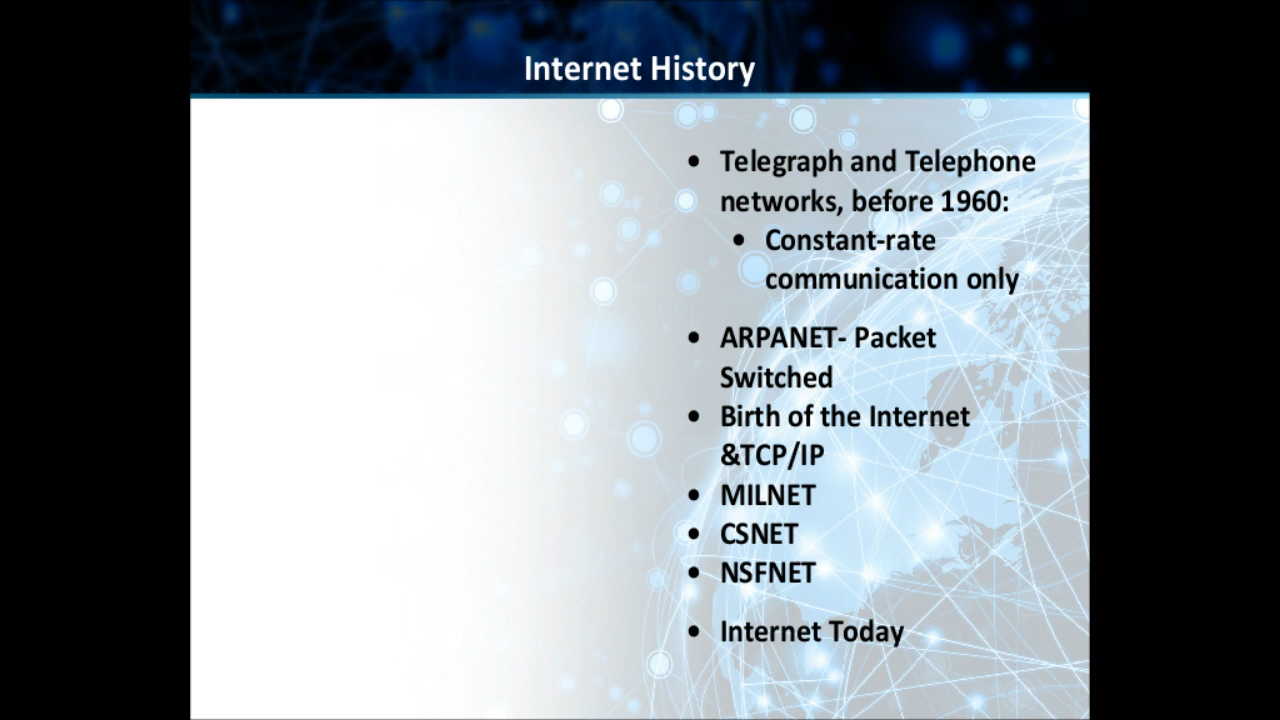 Internet History
• Telegraph and Telephone
networks, before 1960:
• Constant-rate
communication only
• ARPANET- Packet
Switched
• Birth of the Internet
&TCP/IP
• MILNET
• CSNET
• NSFNET
• Internet Today